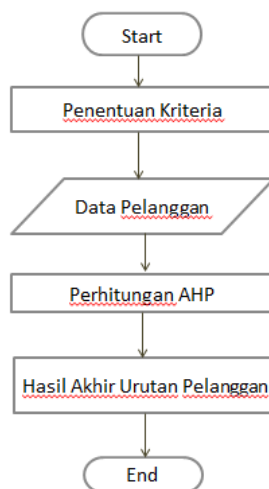 Start
Penentuan Kriteria
Data Pelanggan
Perhitungan AHP
Hasil Akhir Urutan Pelanggan
End